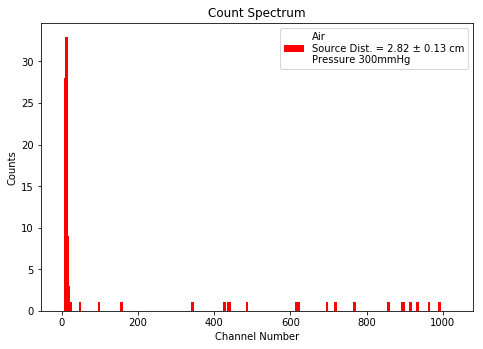 Count Spectrum
Air
Source Dist. = 2.82 ± 0.13 cm
Pressure 300mmHg
Counts
30
25
20
15
10
5
0
0 200 400 600 800 1000
Channel Number